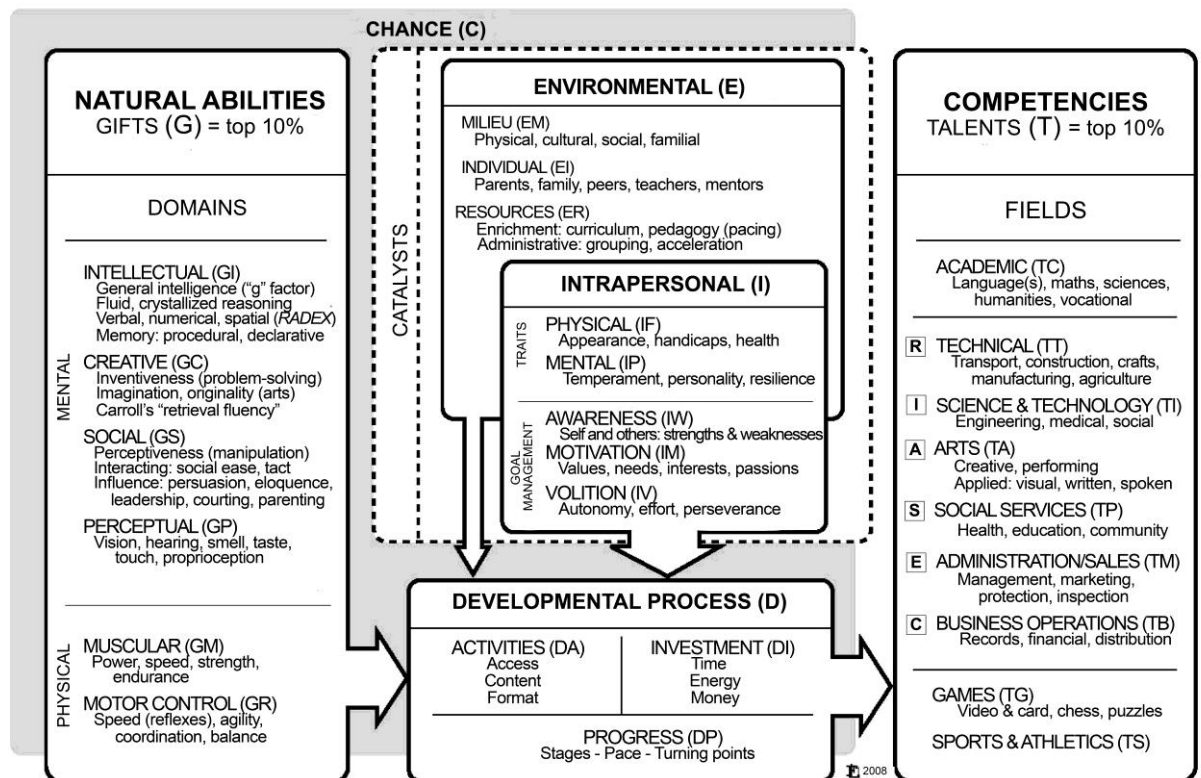 CHANCE (C)
NATURAL ABILITIES
GIFTS (G) = top 10%
DOMAINS
MENTAL
INTELLECTUAL (GI)
General intelligence (“g” factor)
Fluid, crystallized reasoning
Verbal, numerical, spatial (RADEX)
Memory: procedural, declarative
CREATIVE (GC)
Inventiveness (problem-solving)
Imagination, originality (arts)
Carroll’s “retrieval fluency”
SOCIAL (GS)
Perceptiveness (manipulation)
Interacting: social ease, tact
Influence: persuasion, eloquence,
leadership, courting, parenting
PERCEPTUAL (GP)
Vision, hearing, smell, taste,
touch, proprioception
PHYSICAL
MUSCULAR (GM)
Power, speed, strength,
endurance
MOTOR CONTROL (GR)
Speed (reflexes), agility,
coordination, balance
CATALYSTS
ENVIRONMENTAL (E)
MILIEU (EM)
Physical, cultural, social, familial
INDIVIDUAL (EI)
Parents, family, peers, teachers, mentors
RESOURCES (ER)
Enrichment: curriculum, pedagogy (pacing)
Administrative: grouping, acceleration
INTRAPERSONAL (I)
TRAITS
PHYSICAL (IF)
Appearance, handicaps, health
MENTAL (IP)
Temperament, personality, resilience
GOAL
MANAGEMENT
AWARENESS (IW)
Self and others: strengths & weaknesses
MOTIVATION (IM)
Values, needs, interests, passions
VOLITION (IV)
Autonomy, effort, perseverance
DEVELOPMENTAL PROCESS (D)
ACTIVITIES (DA)
Access
Content
Format
INVESTMENT (DI)
Time
Energy
Money
PROGRESS (DP)
Stages - Pace - Turning points
2008
COMPETENCIES
TALENTS (T) = top 10%
FIELDS
ACADEMIC (TC)
Language(s), maths, sciences,
humanities, vocational
R TECHNICAL (TT)
Transport, construction, crafts,
manufacturing, agriculture
I SCIENCE & TECHNOLOGY (TI)
Engineering, medical, social
A ARTS (TA)
Creative, performing
Applied: visual, written, spoken
S SOCIAL SERVICES (TP)
Health, education, community
E ADMINISTRATION/SALES (TM)
Management, marketing,
protection, inspection
C BUSINESS OPERATIONS (TB)
Records, financial, distribution
GAMES (TG)
Video & card, chess, puzzles
SPORTS & ATHLETICS (TS)